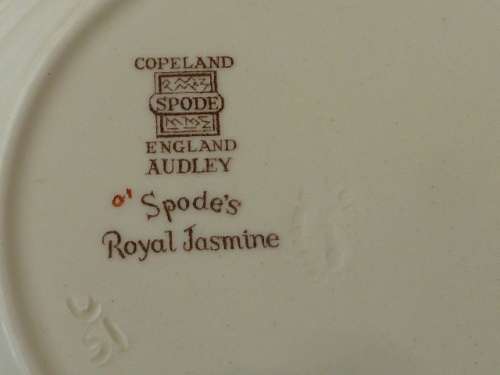 COPELAND
SPODE
ENGLAND
AUDLEY
Spode's
Royal Jasmine